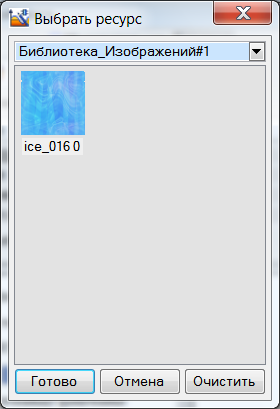 Выбрать ресурс
Библиотека_Изображений#1
ice_016 0
Готово
Отмена
Очистить